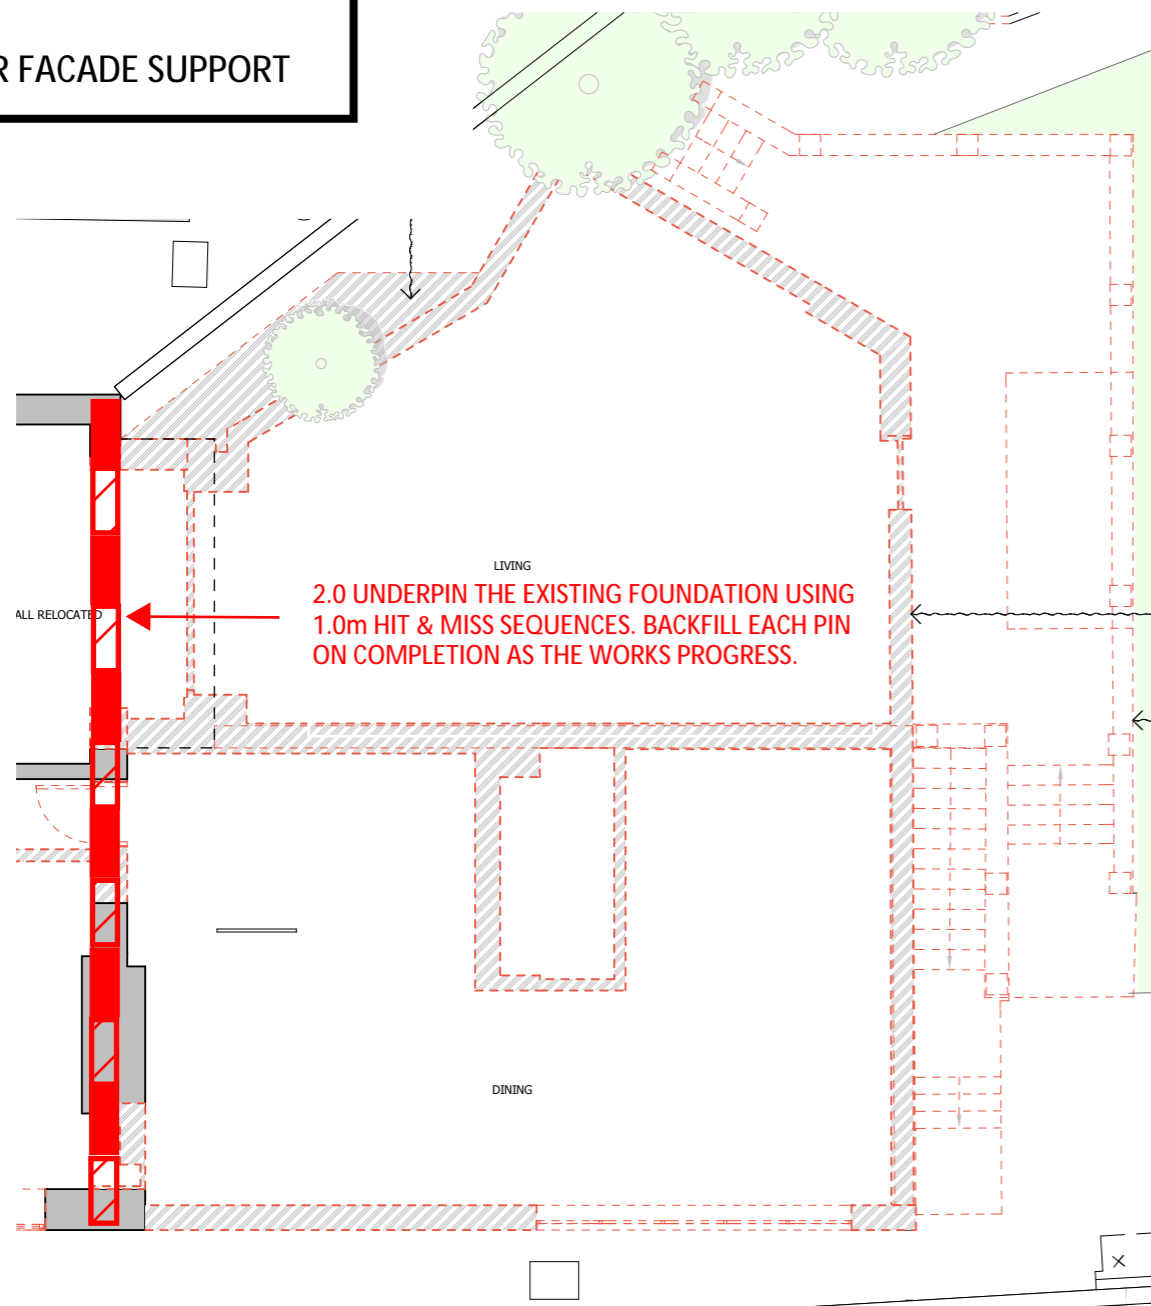 R FACADE SUPPORT
LIVING
2.0 UNDERPIN THE EXISTING FOUNDATION USING
1.0m HIT & MISS SEQUENCES. BACKFILL EACH PIN
ON COMPLETION AS THE WORKS PROGRESS.
ALL RELOCATED
DINING